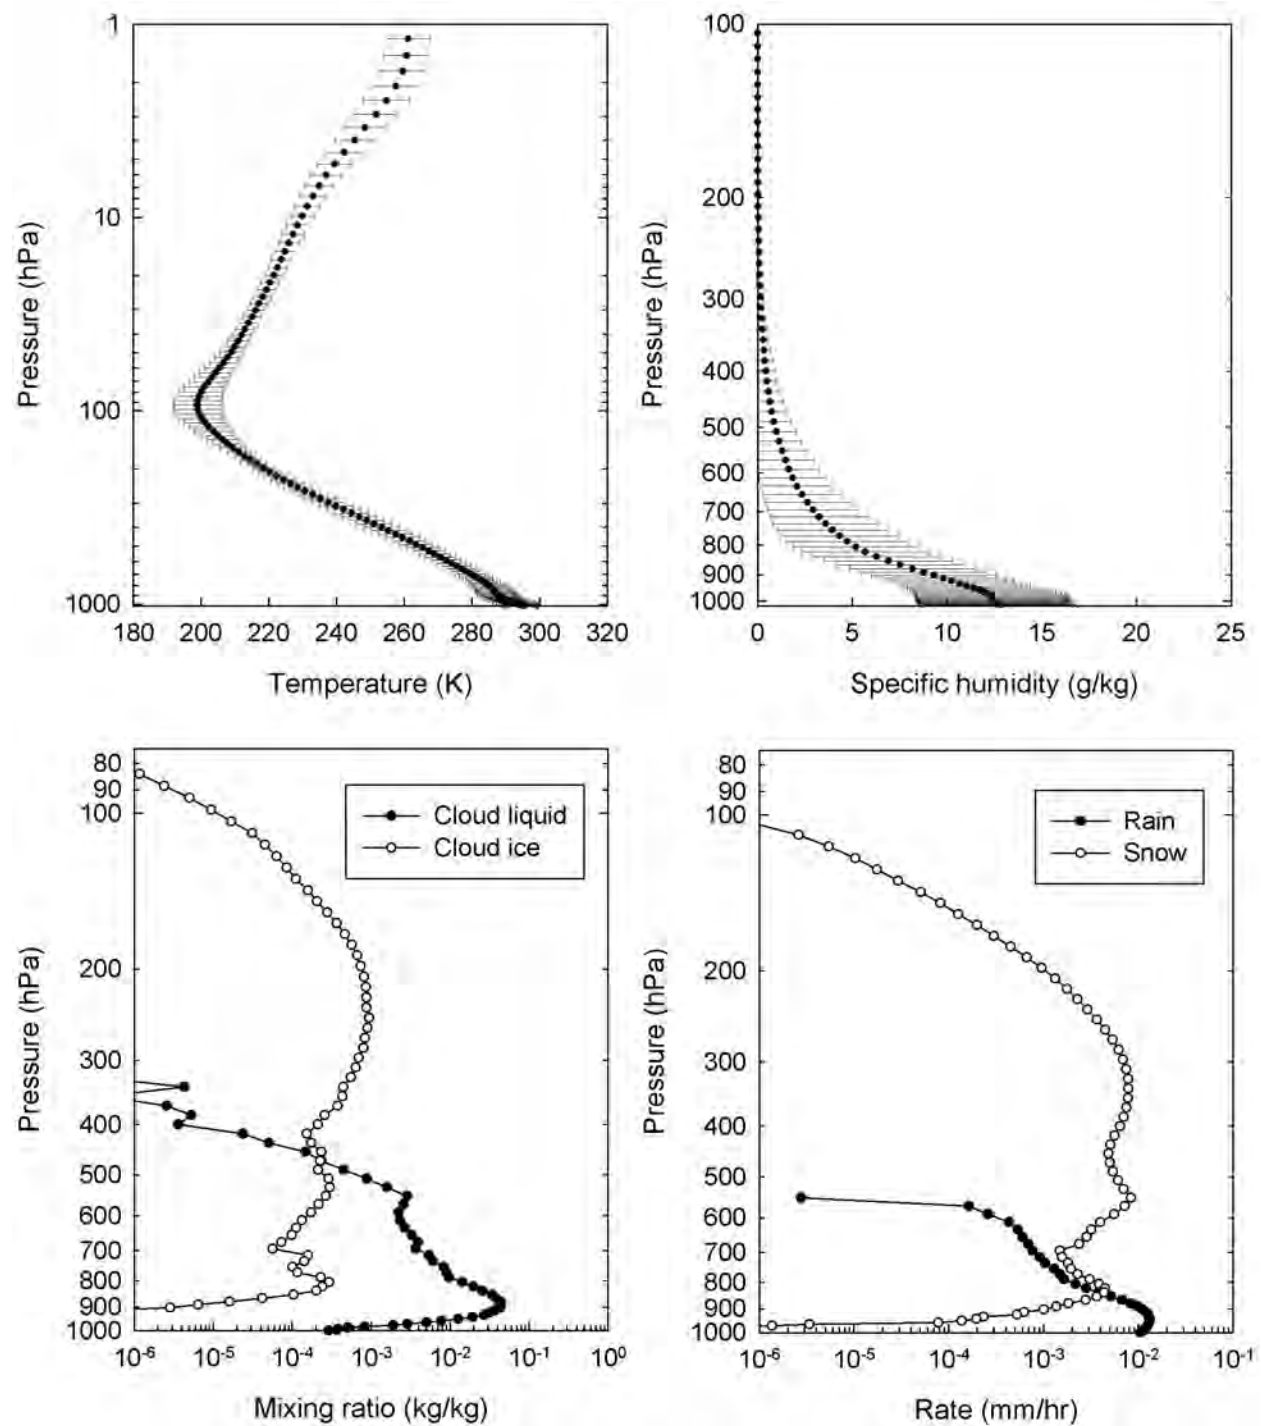 1
10
100
1000
Pressure (hPa)
180 200 220 240 260 280 300 320
Temperature (K)
100
200
300
400
500
600
700
800
900
1000
Pressure (hPa)
0 5 10 15 20 25
Specific humidity (g/kg)
80
90
100
200
300
400
500
600
700
800
900
1000
Pressure (hPa)
Cloud liquid
Cloud ice
10⁻⁶ 10⁻⁵ 10⁻⁴ 10⁻³ 10⁻² 10⁻¹ 10⁰
Mixing ratio (kg/kg)
80
90
100
200
300
400
500
600
700
800
900
1000
Pressure (hPa)
Rain
Snow
10⁻⁶ 10⁻⁵ 10⁻⁴ 10⁻³ 10⁻² 10⁻¹
Rate (mm/hr)